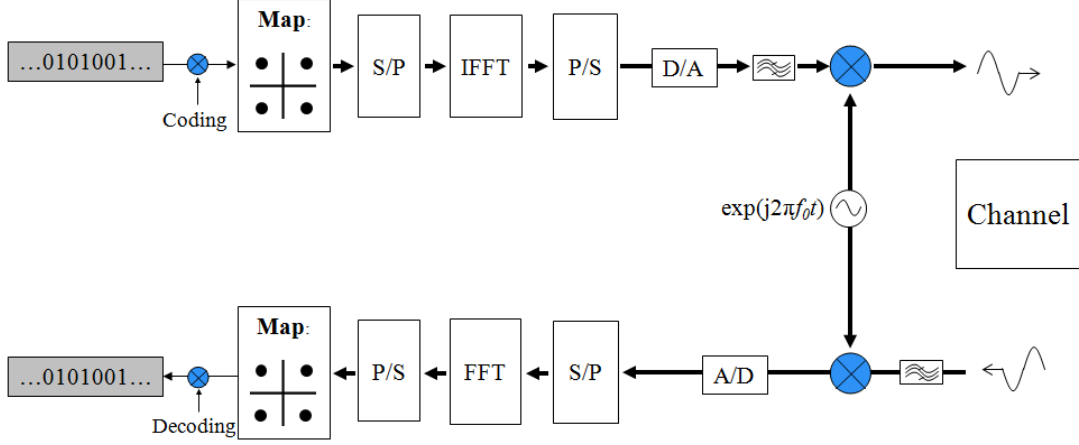 Map:
...0101001...
S/P
IFFT
P/S
D/A
Coding
exp(j2πf₀t)
Channel
Map:
...0101001...
P/S
FFT
S/P
A/D
Decoding